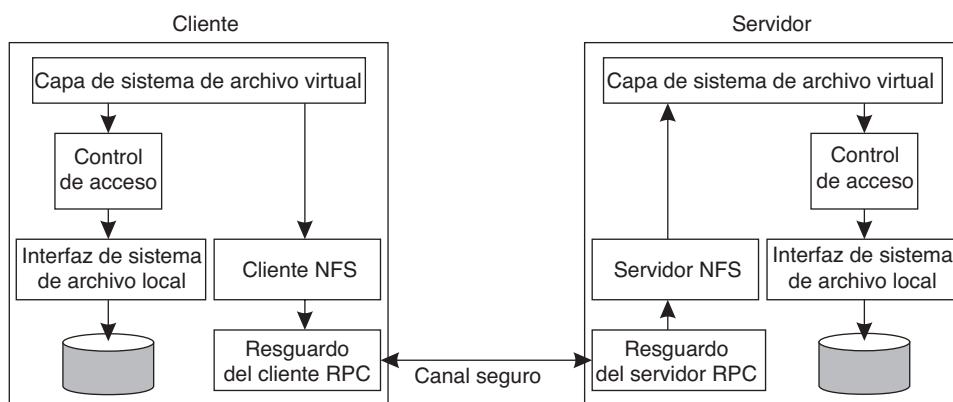 Cliente
Capa de sistema de archivo virtual
Control
de acceso
Interfaz de sistema
de archivo local
Cliente NFS
Resguardo
del cliente RPC
Canal seguro
Servidor
Capa de sistema de archivo virtual
Control
de acceso
Servidor NFS
Interfaz de sistema
de archivo local
Resguardo
del servidor RPC